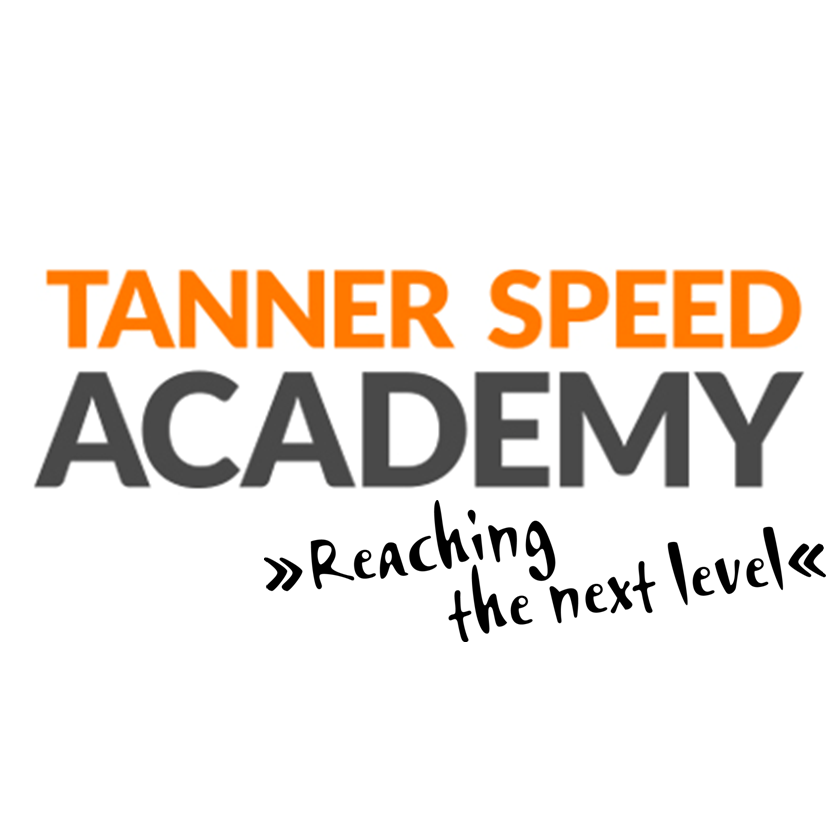 TANNER SPEED
ACADEMY
»Reaching
the next level«